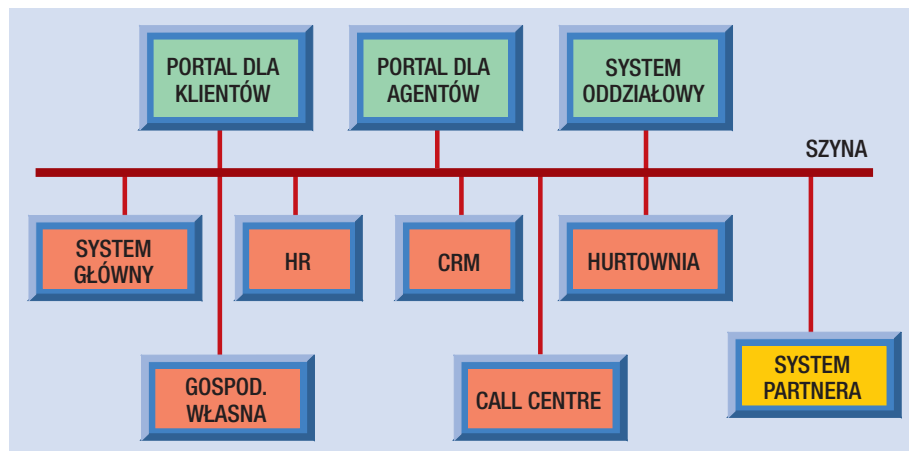 PORTAL DLA
KLIENTÓW
PORTAL DLA
AGENTÓW
SYSTEM
ODDZIAŁOWY
SZYNA
SYSTEM
GŁÓWNY
HR
CRM
HURTOWNIA
GOSPOD.
WŁASNA
CALL CENTRE
SYSTEM
PARTNERA